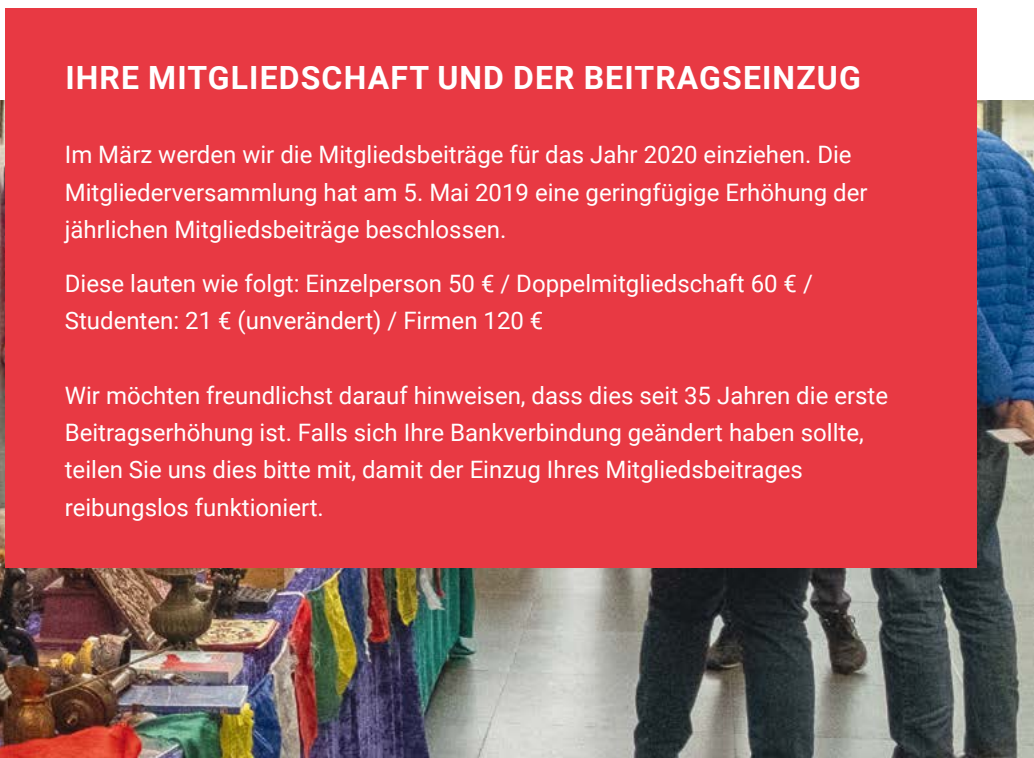 IHRE MITGLIEDSCHAFT UND DER BEITRAGSEINZUG
Im März werden wir die Mitgliedsbeiträge für das Jahr 2020 einziehen. Die
Mitgliederversammlung hat am 5. Mai 2019 eine geringfügige Erhöhung der
jährlichen Mitgliedsbeiträge beschlossen.
Diese lauten wie folgt: Einzelperson 50 € / Doppelmitgliedschaft 60 € /
Studenten: 21 € (unverändert) / Firmen 120 €
Wir möchten freundlichst darauf hinweisen, dass dies seit 35 Jahren die erste
Beitragserhöhung ist. Falls sich Ihre Bankverbindung geändert haben sollte,
teilen Sie uns dies bitte mit, damit der Einzug Ihres Mitgliedsbeitrages
reibungslos funktioniert.